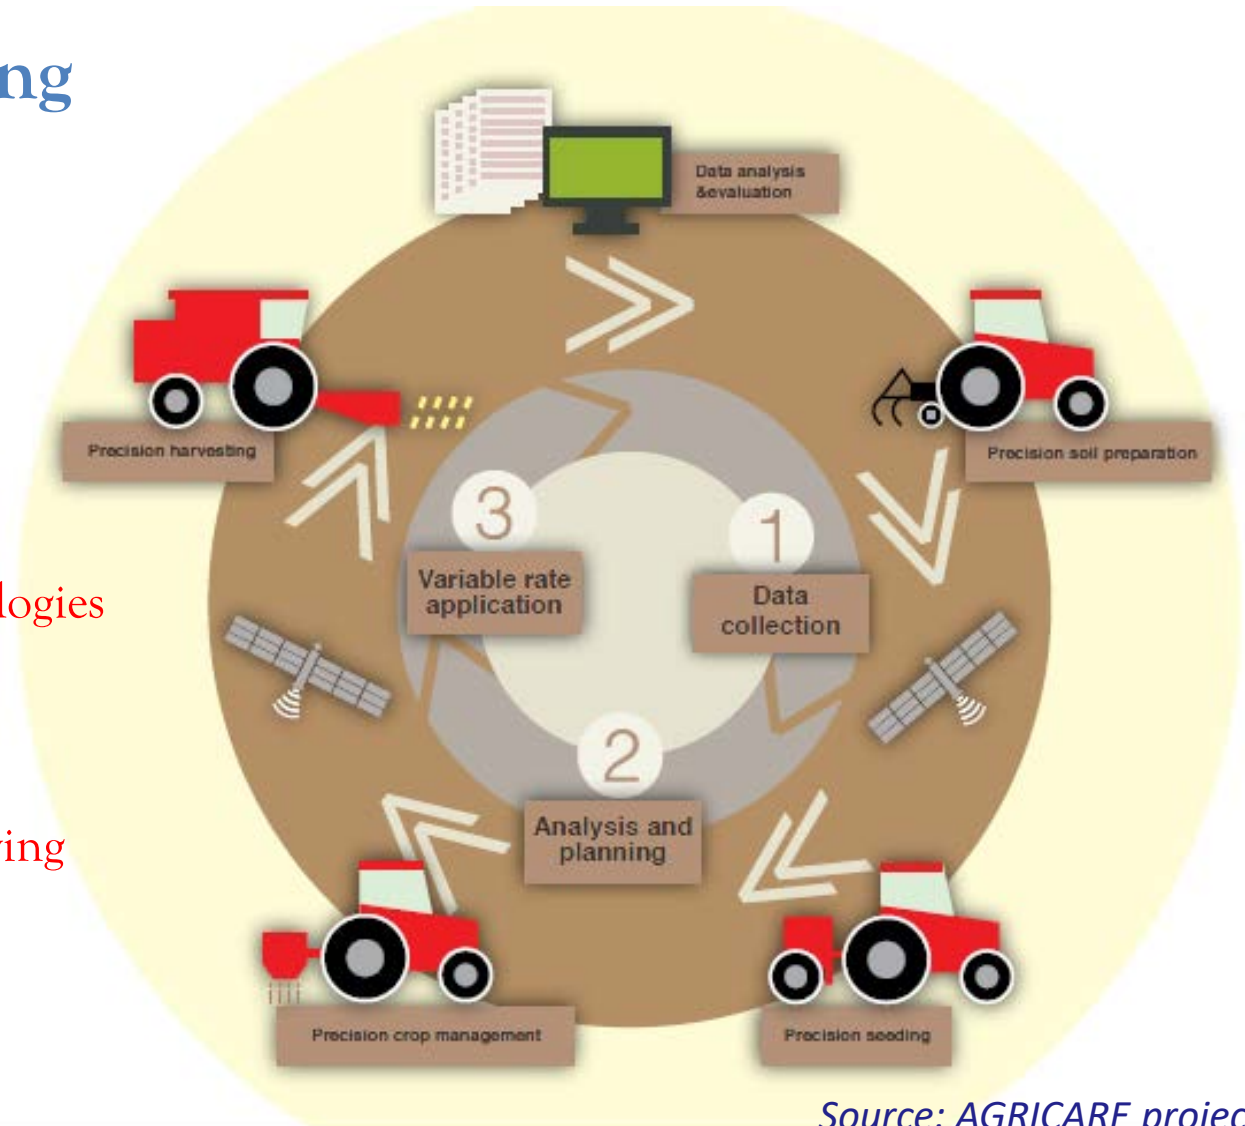 ng
Data analysis
&evaluation
Precision harvesting
Precision soil preparation
3
Variable rate
application
1
Data
collection
logies
2
Analysis and
planning
ving
Precision crop management
Precision seeding
Source: AGRICARE project